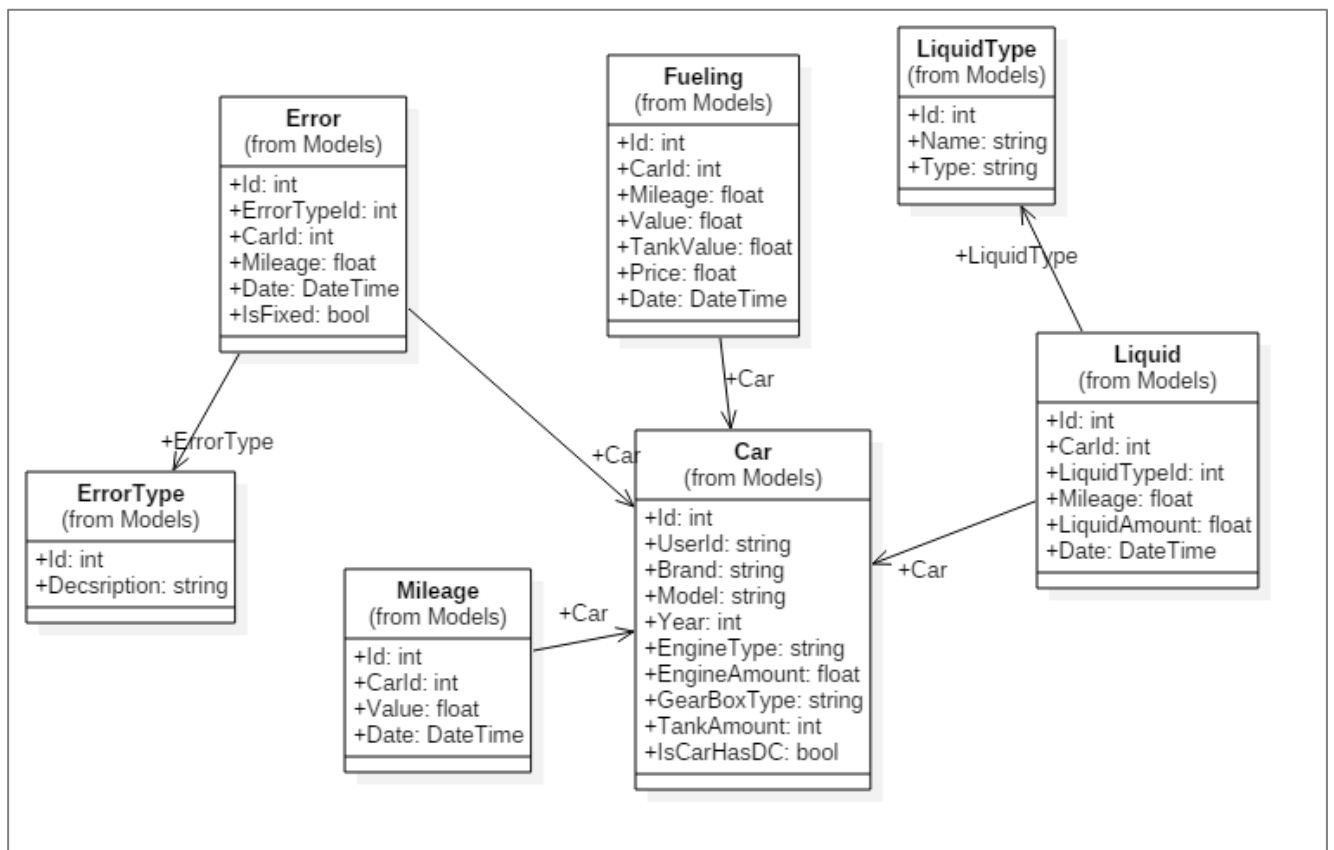 Error
(from Models)
+Id: int
+ErrorTypeId: int
+CarId: int
+Mileage: float
+Date: DateTime
+IsFixed: bool
Fueling
(from Models)
+Id: int
+CarId: int
+Mileage: float
+Value: float
+TankValue: float
+Price: float
+Date: DateTime
LiquidType
(from Models)
+Id: int
+Name: string
+Type: string
+LiquidType
Liquid
(from Models)
+Id: int
+CarId: int
+LiquidTypeId: int
+Mileage: float
+LiquidAmount: float
+Date: DateTime
+ErrorType
+Car
+Car
+Car
+Car
ErrorType
(from Models)
+Id: int
+Decsription: string
Mileage
(from Models)
+Id: int
+CarId: int
+Value: float
+Date: DateTime
Car
(from Models)
+Id: int
+UserId: string
+Brand: string
+Model: string
+Year: int
+EngineType: string
+EngineAmount: float
+GearBoxType: string
+TankAmount: int
+IsCarHasDC: bool